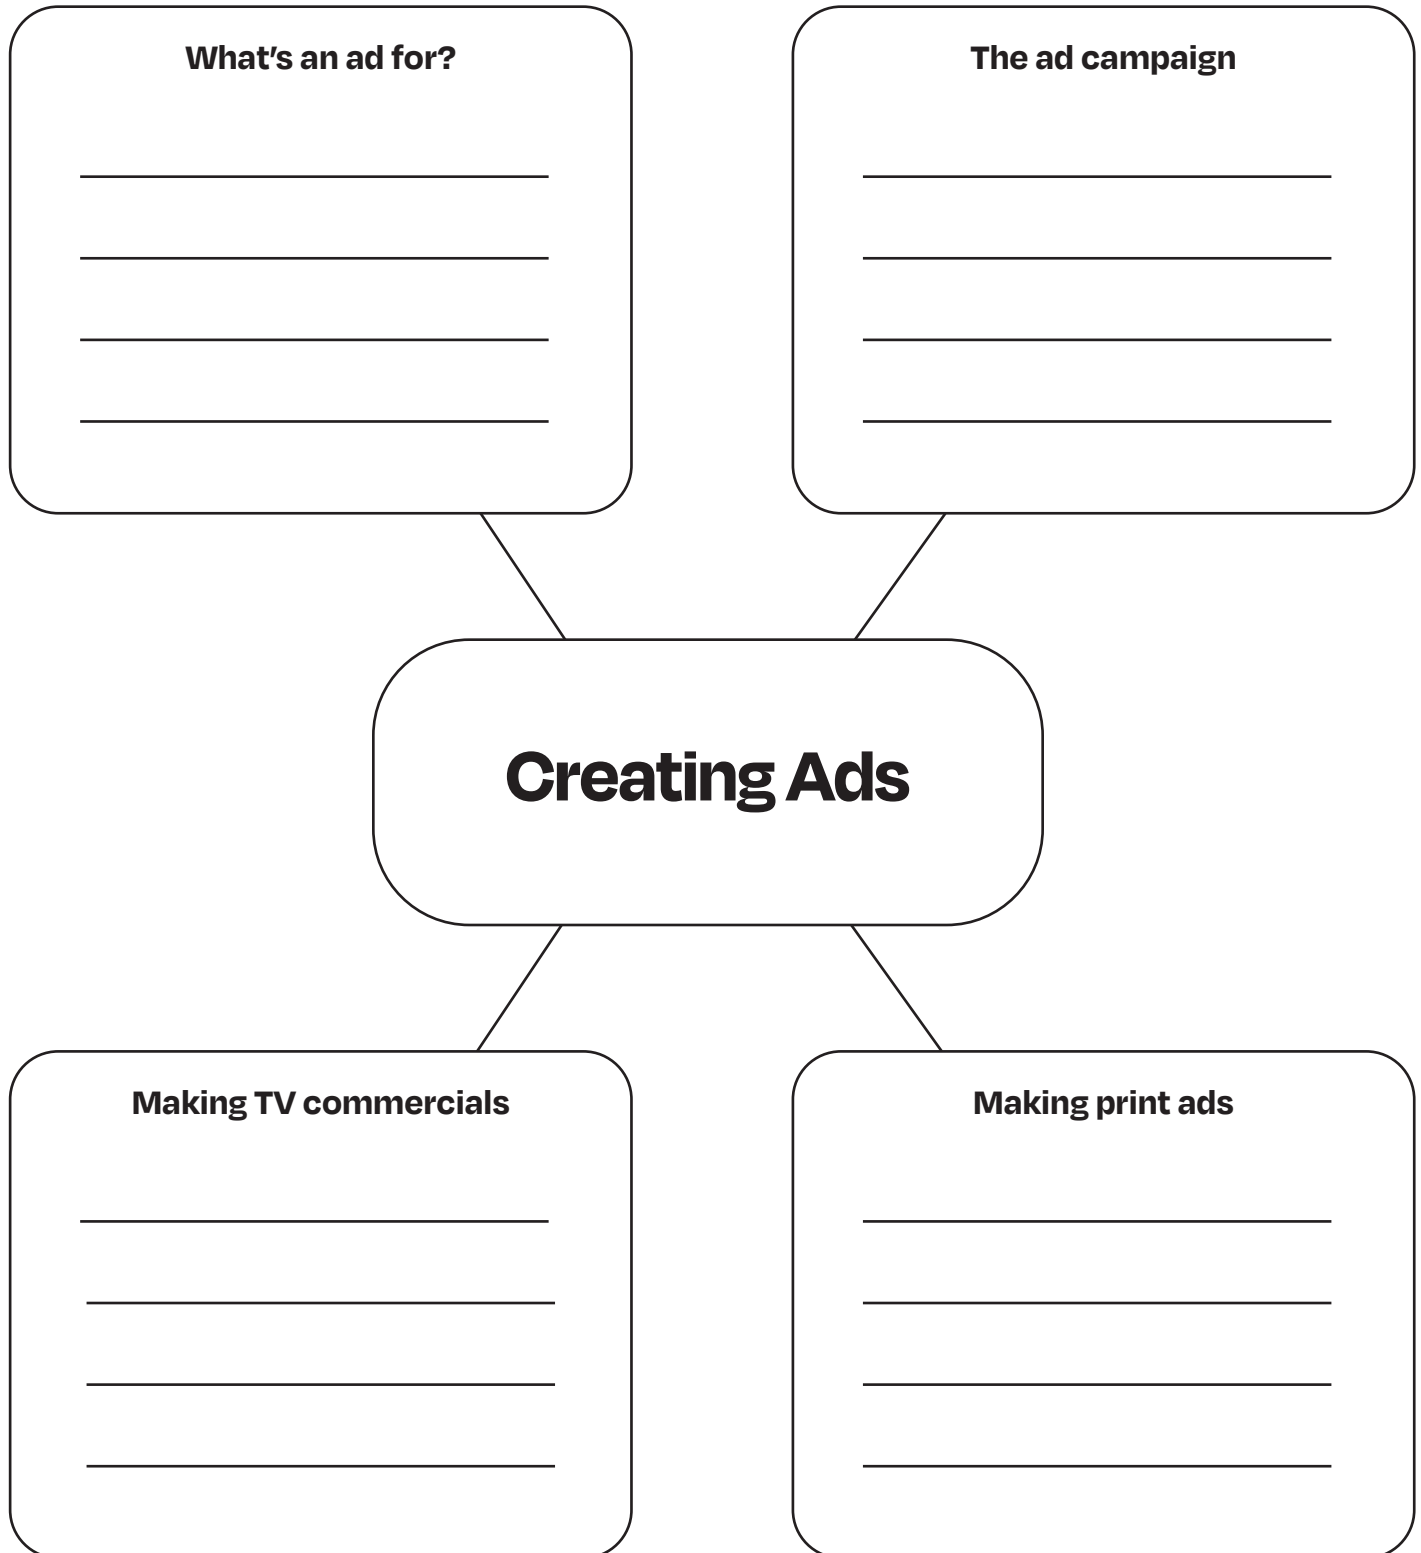 What's an ad for?
The ad campaign
Creating Ads
Making TV commercials
Making print ads